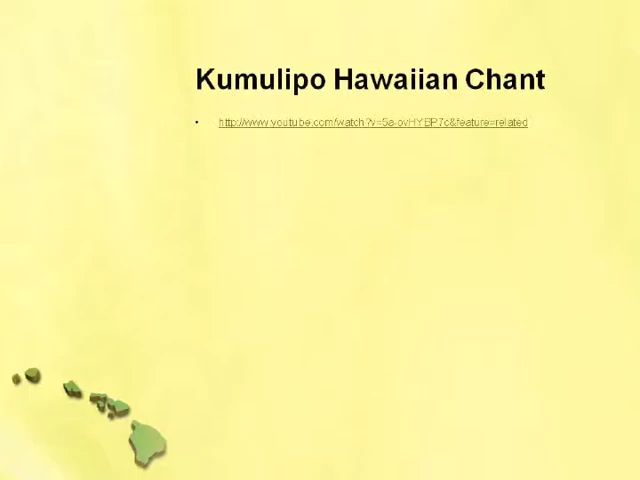 Kumulipo Hawaiian Chant
• http://www.youtube.com/watch?v=5a-ovHYBP7c&feature=related